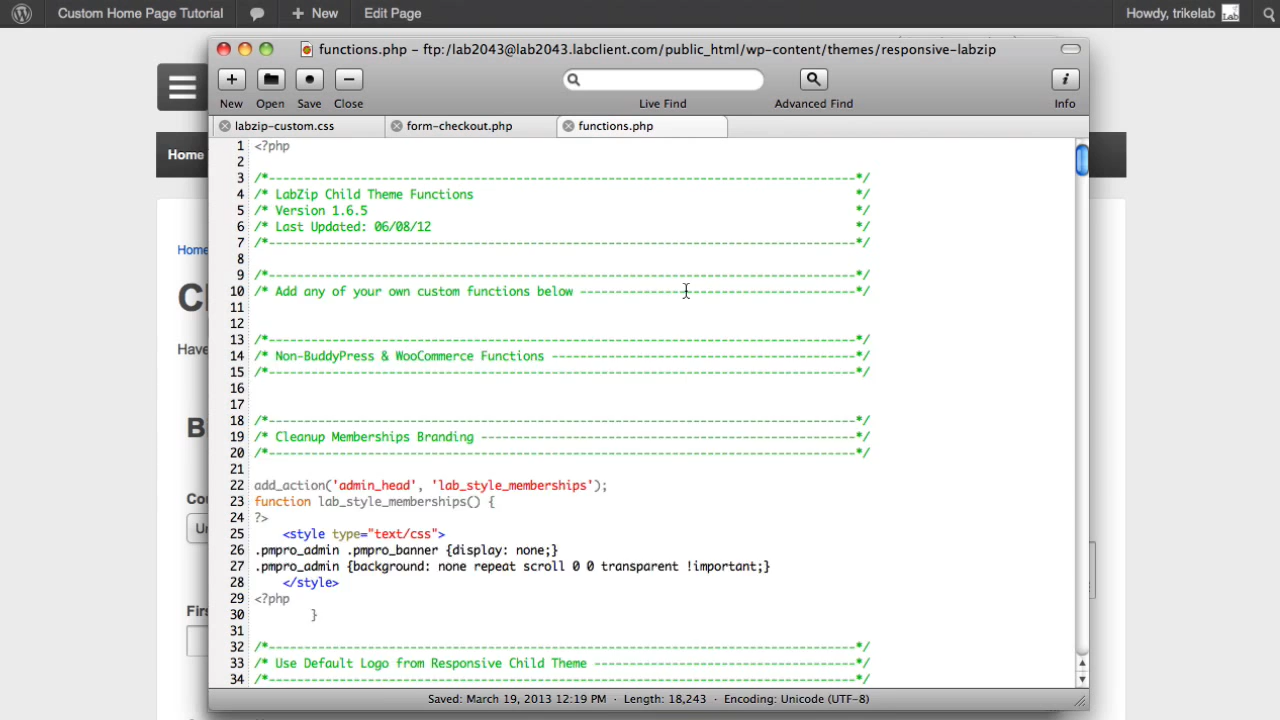 Custom Home Page Tutorial
New
Edit Page
Howdy, trikelab
Lab
functions.php – ftp:/lab2043@lab2043.labclient.com/public_html/wp-content/themes/responsive-labzip
New
Open
Save
Close
Live Find
Advanced Find
Info
labzip-custom.css
form-checkout.php
functions.php
Home
Home
Have
1 <?php
2
3 /*-----------------------------------------------------------------------------------*/
4 /* LabZip Child Theme Functions */
5 /* Version 1.6.5 */
6 /* Last Updated: 06/08/12 */
7 /*-----------------------------------------------------------------------------------*/
8
9 /*-----------------------------------------------------------------------------------*/
10 /* Add any of your own custom functions below ---------------------------------------*/
11
12
13 /*-----------------------------------------------------------------------------------*/
14 /* Non-BuddyPress & WooCommerce Functions -------------------------------------------*/
15 /*-----------------------------------------------------------------------------------*/
16
17
18 /*-----------------------------------------------------------------------------------*/
19 /* Cleanup Memberships Branding -----------------------------------------------------*/
20 /*-----------------------------------------------------------------------------------*/
21
22 add_action('admin_head', 'lab_style_memberships');
23 function lab_style_memberships() {
24 ?>
25 <style type="text/css">
26 .pmpro_admin .pmpro_banner {display: none;}
27 .pmpro_admin {background: none repeat scroll 0 0 transparent !important;}
28 </style>
29 <?php
30 }
31
32 /*-----------------------------------------------------------------------------------*/
33 /* Use Default Logo from Responsive Child Theme -------------------------------------*/
34 /*-----------------------------------------------------------------------------------*/
Saved: March 19, 2013 12:19 PM · Length: 18,243 · Encoding: Unicode (UTF-8)